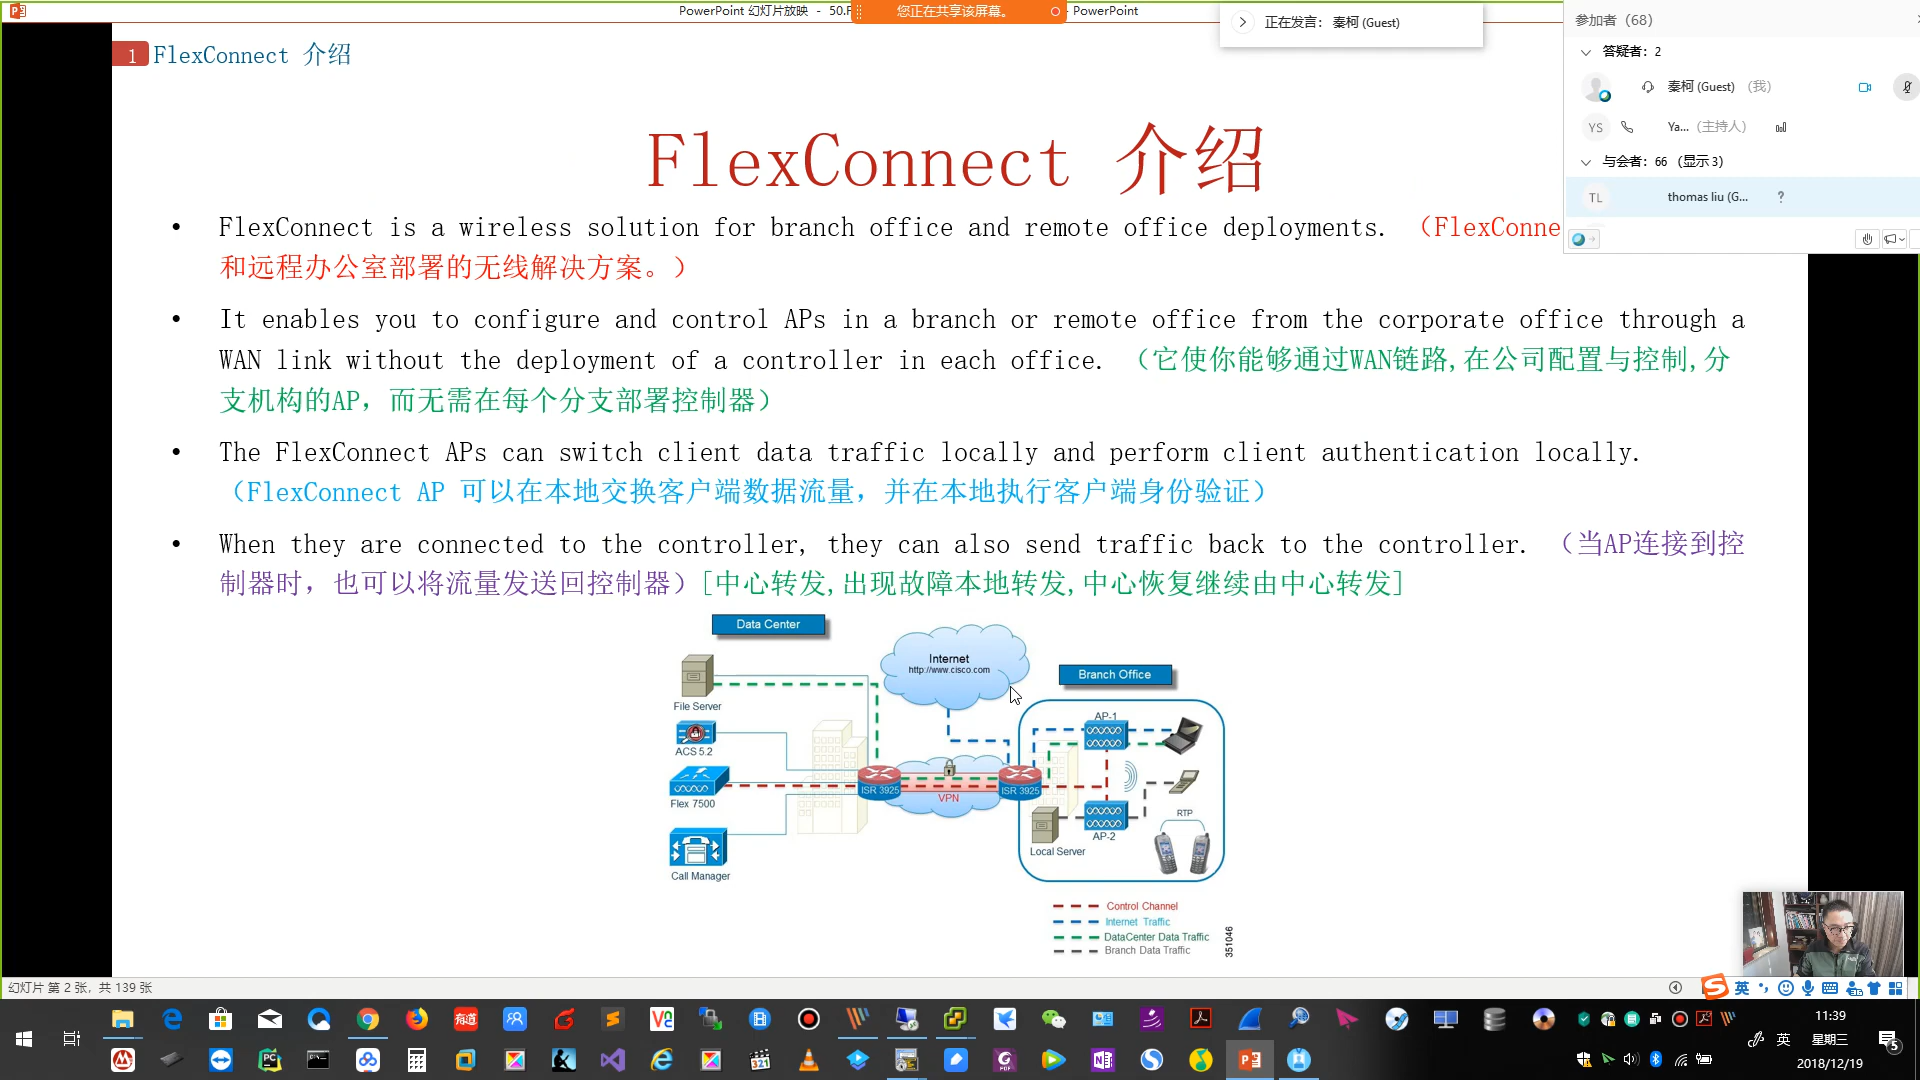 PowerPoint 幻灯片放映 - 50.F
您正在共享该屏幕。
- PowerPoint
正在发言： 秦柯 (Guest)
参加者 (68)
答疑者：2
秦柯 (Guest) (我)
YS Ya... (主持人)
与会者：66 (显示 3)
TL thomas liu (G... ?
1 FlexConnect 介绍
FlexConnect 介绍
• FlexConnect is a wireless solution for branch office and remote office deployments. （FlexConne
和远程办公室部署的无线解决方案。）
• It enables you to configure and control APs in a branch or remote office from the corporate office through a
WAN link without the deployment of a controller in each office. （它使你能够通过WAN链路,在公司配置与控制,分
支机构的AP，而无需在每个分支部署控制器）
• The FlexConnect APs can switch client data traffic locally and perform client authentication locally.
（FlexConnect AP 可以在本地交换客户端数据流量，并在本地执行客户端身份验证）
• When they are connected to the controller, they can also send traffic back to the controller. （当AP连接到控
制器时，也可以将流量发送回控制器）[中心转发,出现故障本地转发,中心恢复继续由中心转发]
Data Center
Internet
http://www.cisco.com
Branch Office
File Server
AP-1
ACS 5.2
ISR 3925
ISR 3925
VPN
Flex 7500
RTP
AP-2
Local Server
Call Manager
Control Channel
Internet Traffic
DataCenter Data Traffic
Branch Data Traffic
351046
幻灯片 第 2 张，共 139 张
英
11:39
英 星期三
2018/12/19
5